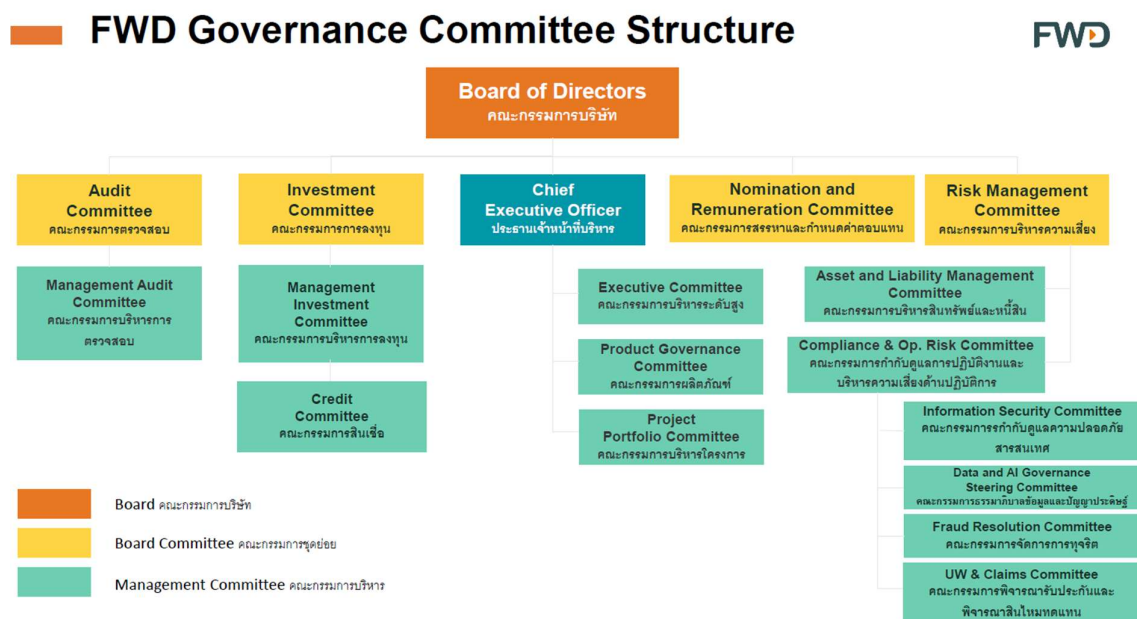 FWD Governance Committee Structure
FWD
Board of Directors
คณะกรรมการบริษัท
Audit
Committee
คณะกรรมการตรวจสอบ
Investment
Committee
คณะกรรมการการลงทุน
Chief
Executive Officer
ประธานเจ้าหน้าที่บริหาร
Nomination and
Remuneration Committee
คณะกรรมการสรรหาและกำหนดค่าตอบแทน
Risk Management
Committee
คณะกรรมการบริหารความเสี่ยง
Management Audit
Committee
คณะกรรมการบริหารการ
ตรวจสอบ
Management
Investment
Committee
คณะกรรมการบริหารการลงทุน
Credit
Committee
คณะกรรมการสินเชื่อ
Executive Committee
คณะกรรมการบริหารระดับสูง
Product Governance
Committee
คณะกรรมการผลิตภัณฑ์
Project
Portfolio Committee
คณะกรรมการบริหารโครงการ
Asset and Liability Management
Committee
คณะกรรมการบริหารสินทรัพย์และหนี้สิน
Compliance & Op. Risk Committee
คณะกรรมการกำกับดูแลการปฏิบัติงานและ
บริหารความเสี่ยงด้านปฏิบัติการ
Information Security Committee
คณะกรรมการรกำกับดูแลความปลอดภัย
สารสนเทศ
Data and AI Governance
Steering Committee
คณะกรรมการธรรมาภิบาลข้อมูลและปัญญาประดิษฐ์
Fraud Resolution Committee
คณะกรรมการจัดการการทุจริต
UW & Claims Committee
คณะกรรมการพิจารณารับประกันและ
พิจารณาสินไหมทดแทน
Board คณะกรรมการบริษัท
Board Committee คณะกรรมการชุดย่อย
Management Committee คณะกรรมการบริหาร